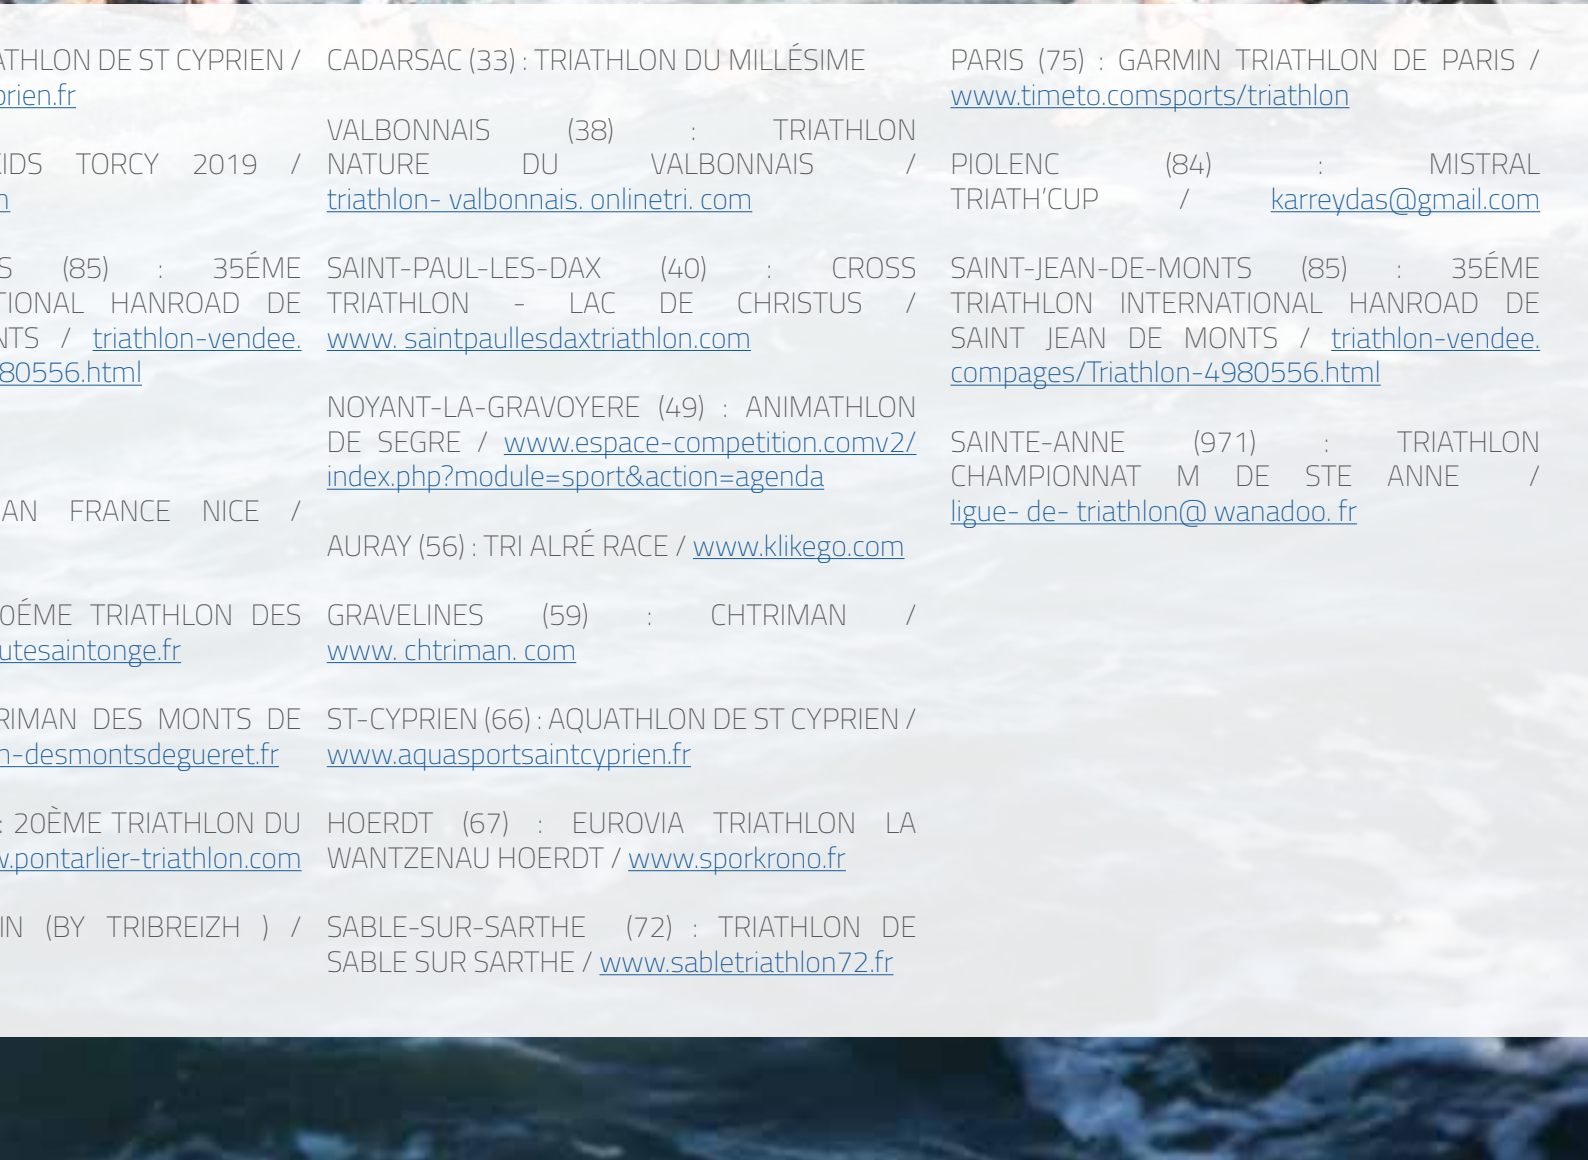 ATHLON DE ST CYPRIEN /
prien.fr
IDS TORCY 2019 /
S (85) : 35ÉME
TIONAL HANROAD DE
NTS / triathlon-vendee.
80556.html
AN FRANCE NICE /
0ÉME TRIATHLON DES
utesaintonge.fr
RIMAN DES MONTS DE
n-desmontsdegueret.fr
: 20ÈME TRIATHLON DU
w.pontarlier-triathlon.com
IN (BY TRIBREIZH ) /
CADARSAC (33) : TRIATHLON DU MILLÉSIME
VALBONNAIS (38) : TRIATHLON
NATURE DU VALBONNAIS /
triathlon- valbonnais. onlinetri. com
SAINT-PAUL-LES-DAX (40) : CROSS
TRIATHLON - LAC DE CHRISTUS /
www. saintpaullesdaxtriathlon.com
NOYANT-LA-GRAVOYERE (49) : ANIMATHLON
DE SEGRE / www.espace-competition.comv2/
index.php?module=sport&action=agenda
AURAY (56) : TRI ALRÉ RACE / www.klikego.com
GRAVELINES (59) : CHTRIMAN /
www. chtriman. com
ST-CYPRIEN (66) : AQUATHLON DE ST CYPRIEN /
www.aquasportsaintcyprien.fr
HOERDT (67) : EUROVIA TRIATHLON LA
WANTZENAU HOERDT / www.sporkrono.fr
SABLE-SUR-SARTHE (72) : TRIATHLON DE
SABLE SUR SARTHE / www.sabletriathlon72.fr
PARIS (75) : GARMIN TRIATHLON DE PARIS /
www.timeto.comsports/triathlon
PIOLENC (84) : MISTRAL
TRIATH'CUP / karreydas@gmail.com
SAINT-JEAN-DE-MONTS (85) : 35ÉME
TRIATHLON INTERNATIONAL HANROAD DE
SAINT JEAN DE MONTS / triathlon-vendee.
compages/Triathlon-4980556.html
SAINTE-ANNE (971) : TRIATHLON
CHAMPIONNAT M DE STE ANNE /
ligue- de- triathlon@ wanadoo. fr